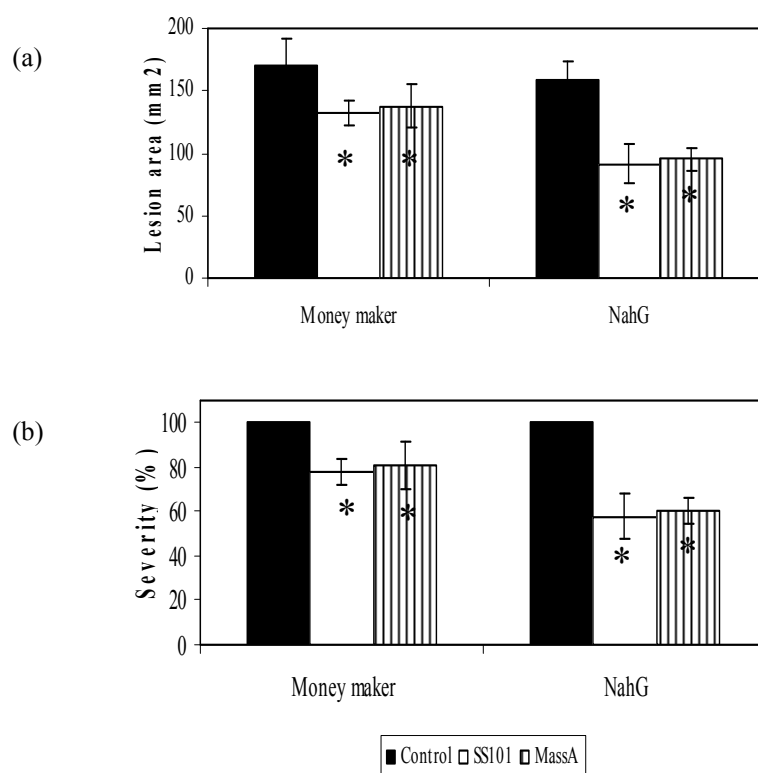 (a)
Lesion area (mm2)
200
150
100
50
0
* * * *
Money maker NahG
(b)
Severity (%)
100
80
60
40
20
0
* * * *
Money maker NahG
Control SS101 MassA